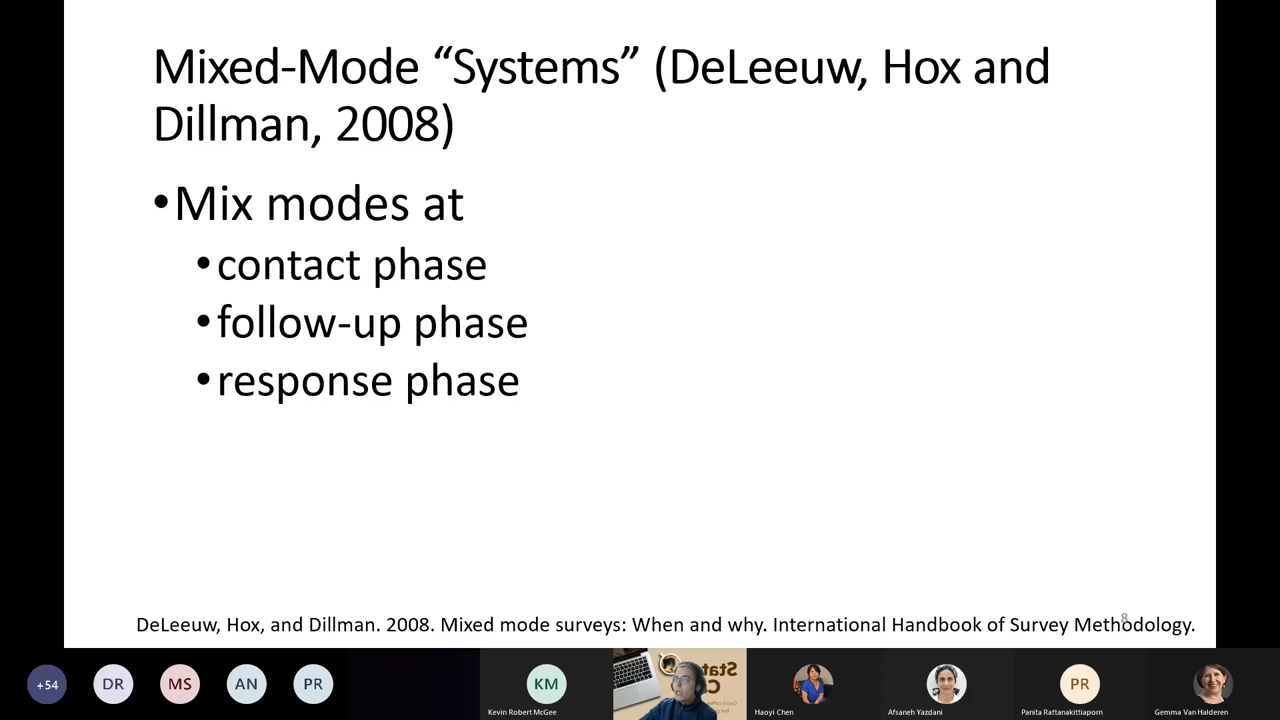 Mixed-Mode “Systems” (DeLeeuw, Hox and
Dillman, 2008)
•Mix modes at
•contact phase
•follow-up phase
•response phase
8
DeLeeuw, Hox, and Dillman. 2008. Mixed mode surveys: When and why. International Handbook of Survey Methodology.
+54
DR
MS
AN
PR
KM
Kevin Robert McGee
Haoyi Chen
Afsaneh Yazdani
PR
Panita Rattanakittiaporn
Gemma Van Halderen